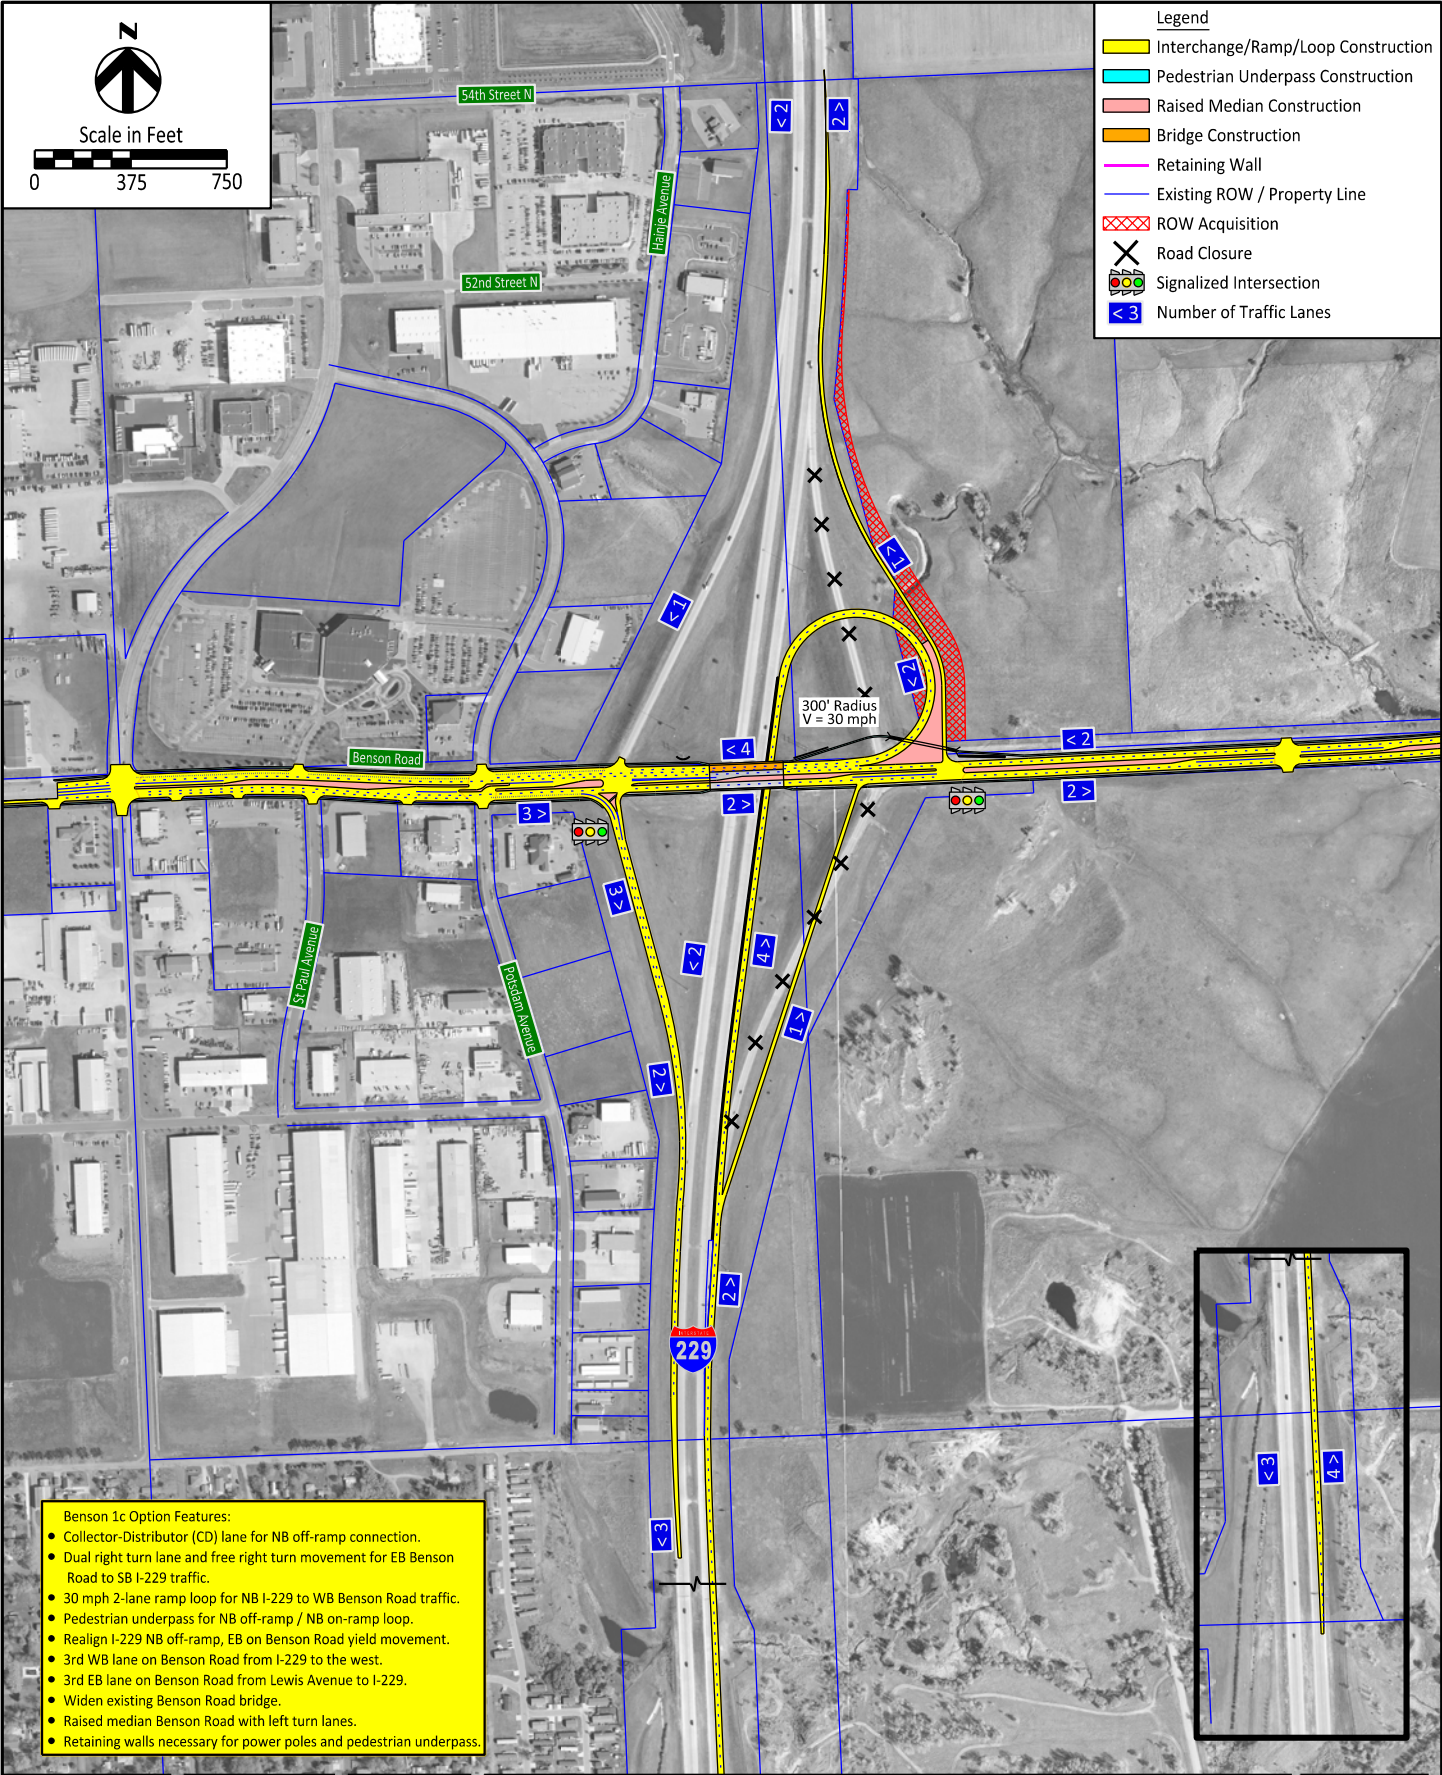 N
Scale in Feet
0 375 750
Legend
Interchange/Ramp/Loop Construction
Pedestrian Underpass Construction
Raised Median Construction
Bridge Construction
Retaining Wall
Existing ROW / Property Line
ROW Acquisition
Road Closure
Signalized Intersection
< 3 Number of Traffic Lanes
54th Street N
< 2
2 >
Hainje Avenue
52nd Street N
< 1
< 1
< 2
300' Radius
V = 30 mph
Benson Road
< 4
< 2
3 >
2 >
2 >
3 >
< 2
4 >
1 >
St Paul Avenue
Potsdam Avenue
2 >
2 >
INTERSTATE
229
< 3
< 3
4 >
Benson 1c Option Features:
• Collector-Distributor (CD) lane for NB off-ramp connection.
• Dual right turn lane and free right turn movement for EB Benson
Road to SB I-229 traffic.
• 30 mph 2-lane ramp loop for NB I-229 to WB Benson Road traffic.
• Pedestrian underpass for NB off-ramp / NB on-ramp loop.
• Realign I-229 NB off-ramp, EB on Benson Road yield movement.
• 3rd WB lane on Benson Road from I-229 to the west.
• 3rd EB lane on Benson Road from Lewis Avenue to I-229.
• Widen existing Benson Road bridge.
• Raised median Benson Road with left turn lanes.
• Retaining walls necessary for power poles and pedestrian underpass.